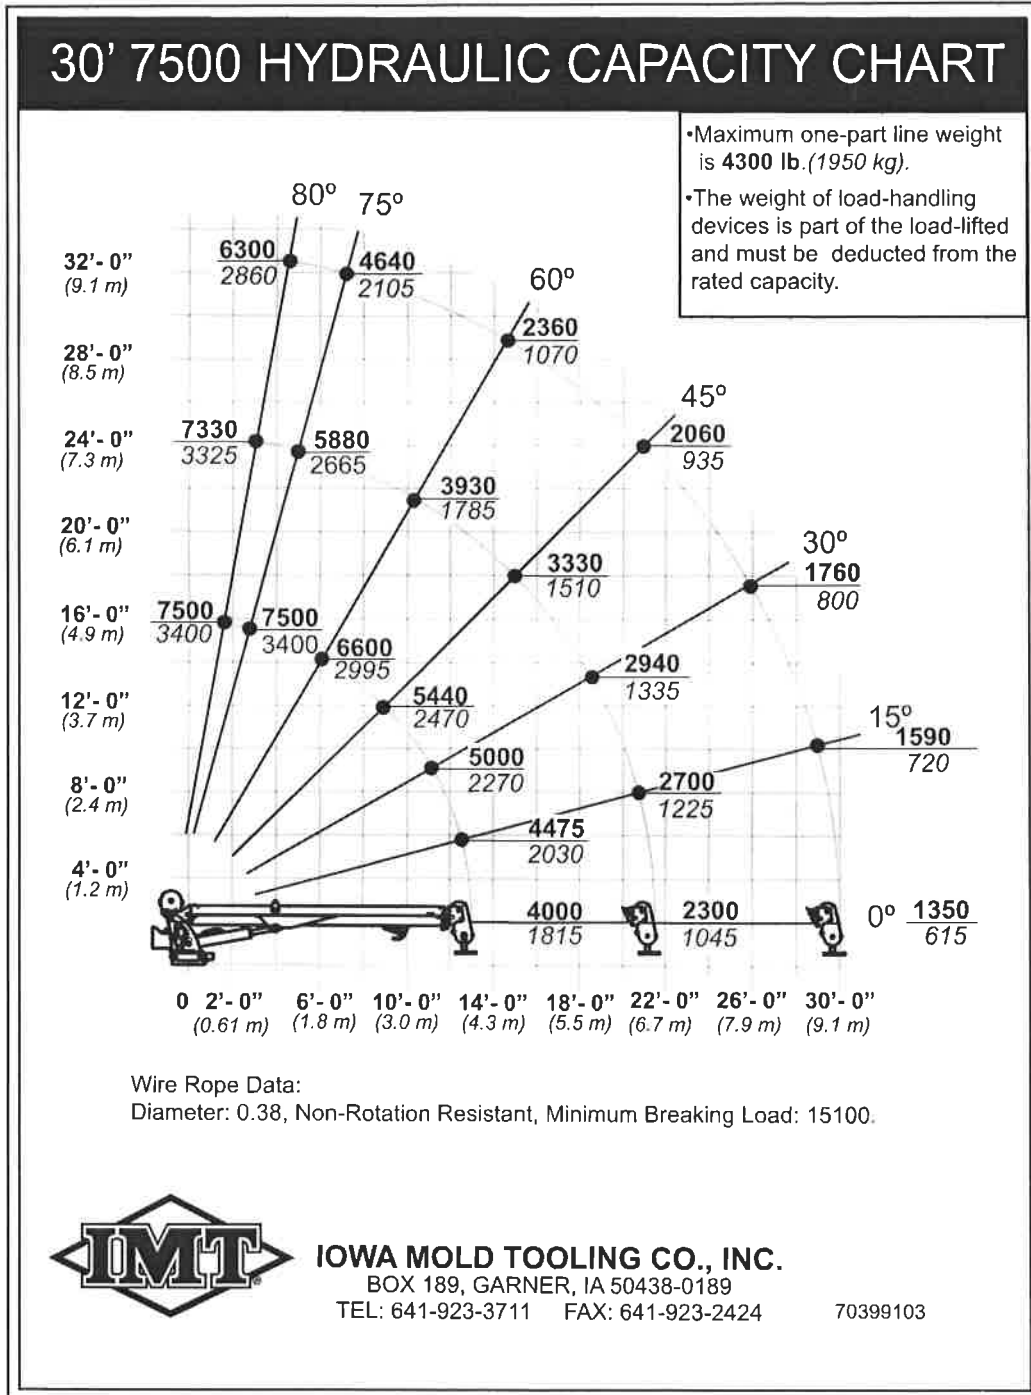 30' 7500 HYDRAULIC CAPACITY CHART
•Maximum one-part line weight
is 4300 lb.(1950 kg).
•The weight of load-handling
devices is part of the load-lifted
and must be deducted from the
rated capacity.
80º
75º
60º
45º
30º
15º
0º
32'- 0"
(9.1 m)
28'- 0"
(8.5 m)
24'- 0"
(7.3 m)
20'- 0"
(6.1 m)
16'- 0"
(4.9 m)
12'- 0"
(3.7 m)
8'- 0"
(2.4 m)
4'- 0"
(1.2 m)
6300
2860
4640
2105
2360
1070
2060
935
7330
3325
5880
2665
3930
1785
3330
1510
1760
800
7500
3400
7500
3400
6600
2995
5440
2470
2940
1335
5000
2270
1590
720
2700
1225
4475
2030
4000
1815
2300
1045
1350
615
0 2'- 0" 6'- 0" 10'- 0" 14'- 0" 18'- 0" 22'- 0" 26'- 0" 30'- 0"
(0.61 m) (1.8 m) (3.0 m) (4.3 m) (5.5 m) (6.7 m) (7.9 m) (9.1 m)
Wire Rope Data:
Diameter: 0.38, Non-Rotation Resistant, Minimum Breaking Load: 15100.
IMT®
IOWA MOLD TOOLING CO., INC.
BOX 189, GARNER, IA 50438-0189
TEL: 641-923-3711 FAX: 641-923-2424 70399103